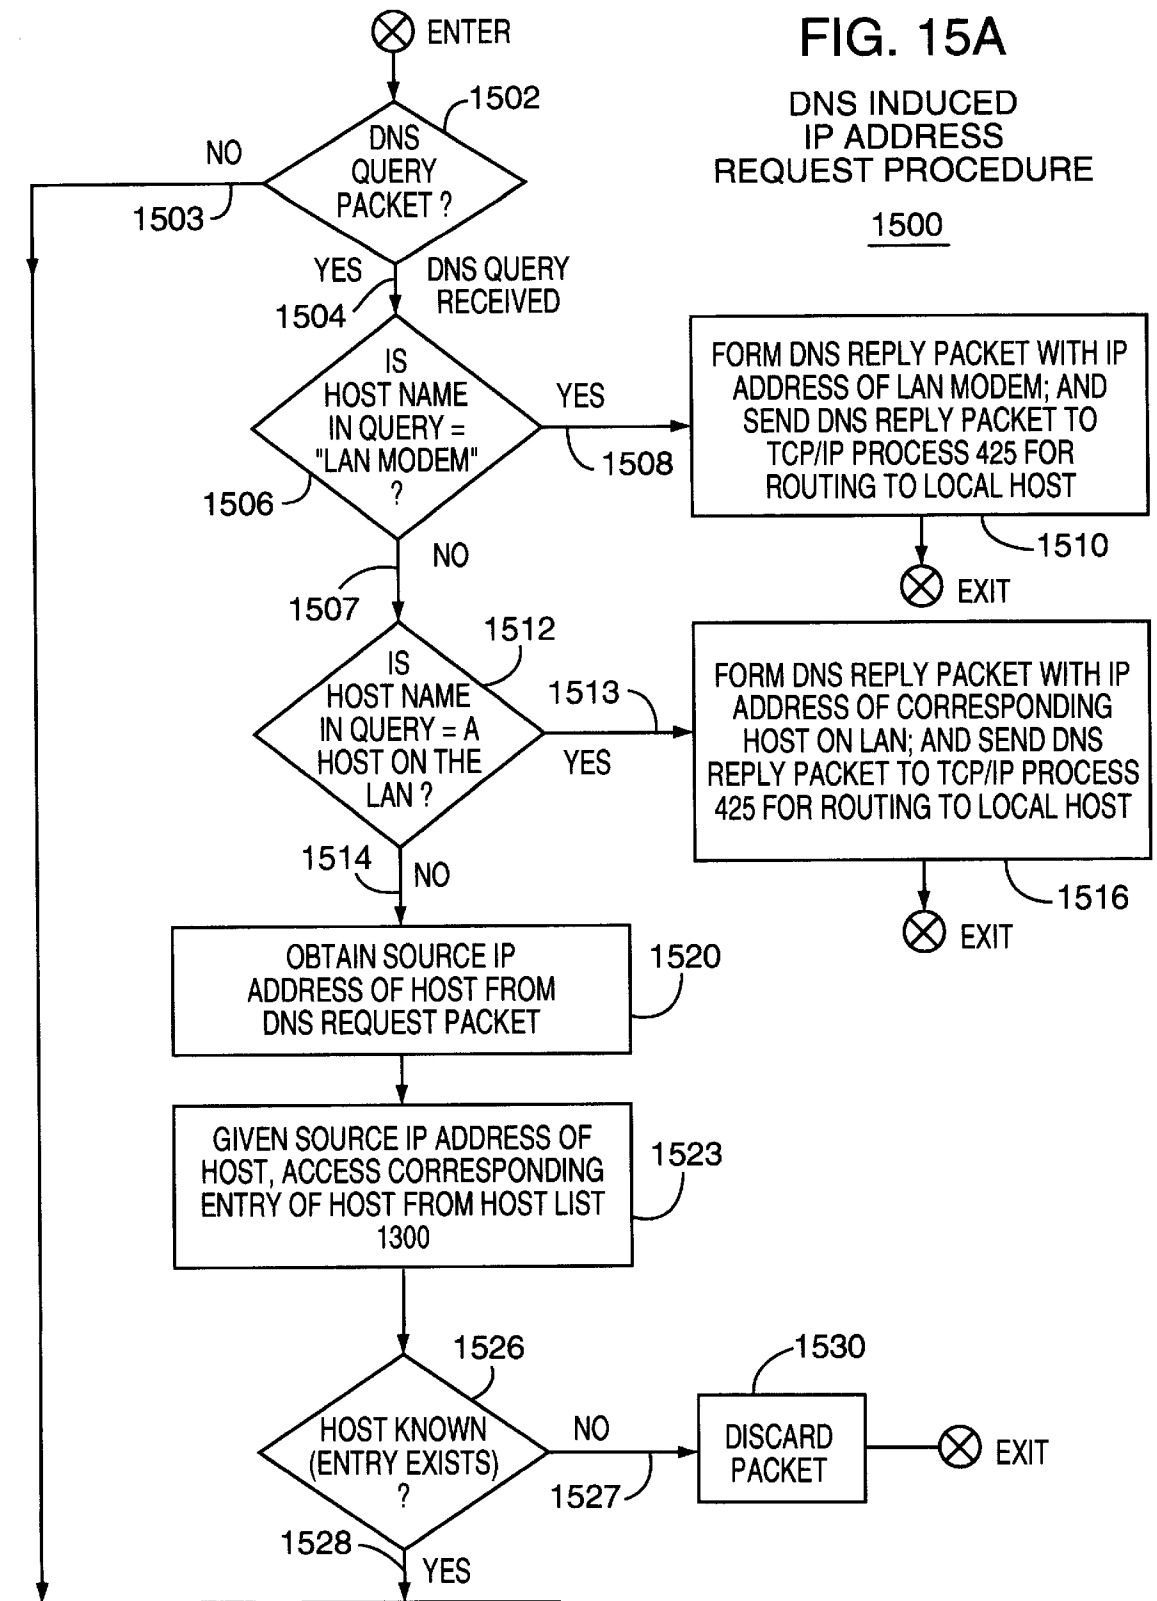 ENTER
FIG. 15A
DNS INDUCED
IP ADDRESS
REQUEST PROCEDURE
1500
1502
DNS
QUERY
PACKET ?
NO
1503
YES
1504
DNS QUERY
RECEIVED
IS
HOST NAME
IN QUERY =
"LAN MODEM"
?
1506
YES
1508
FORM DNS REPLY PACKET WITH IP
ADDRESS OF LAN MODEM; AND
SEND DNS REPLY PACKET TO
TCP/IP PROCESS 425 FOR
ROUTING TO LOCAL HOST
1510
EXIT
NO
1507
1512
IS
HOST NAME
IN QUERY = A
HOST ON THE
LAN ?
1513
YES
FORM DNS REPLY PACKET WITH IP
ADDRESS OF CORRESPONDING
HOST ON LAN; AND SEND DNS
REPLY PACKET TO TCP/IP PROCESS
425 FOR ROUTING TO LOCAL HOST
1516
EXIT
1514
NO
OBTAIN SOURCE IP
ADDRESS OF HOST FROM
DNS REQUEST PACKET
1520
GIVEN SOURCE IP ADDRESS OF
HOST, ACCESS CORRESPONDING
ENTRY OF HOST FROM HOST LIST
1300
1523
1526
HOST KNOWN
(ENTRY EXISTS)
?
NO
1527
1530
DISCARD
PACKET
EXIT
1528
YES